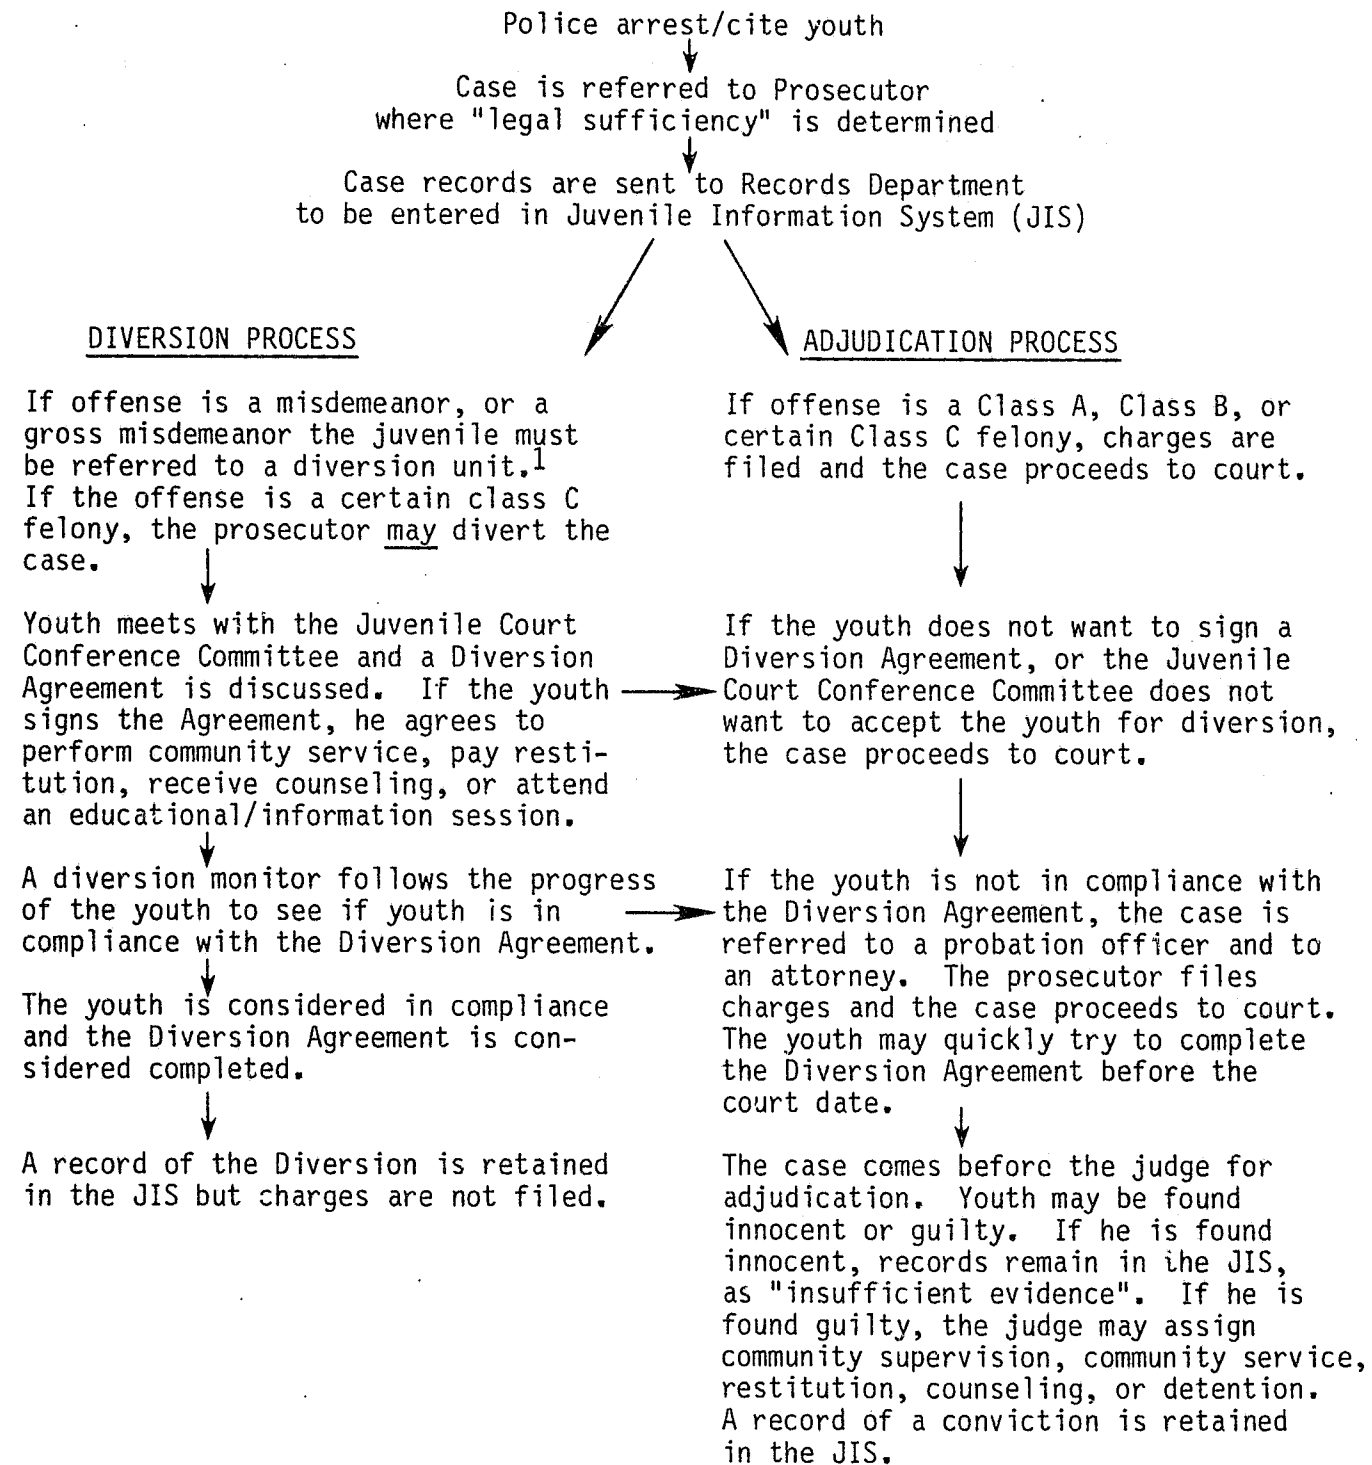 Police arrest/cite youth
Case is referred to Prosecutor
where "legal sufficiency" is determined
Case records are sent to Records Department
to be entered in Juvenile Information System (JIS)
DIVERSION PROCESS
If offense is a misdemeanor, or a
gross misdemeanor the juvenile must
be referred to a diversion unit.1
If the offense is a certain class C
felony, the prosecutor may divert the
case.
Youth meets with the Juvenile Court
Conference Committee and a Diversion
Agreement is discussed. If the youth
signs the Agreement, he agrees to
perform community service, pay resti-
tution, receive counseling, or attend
an educational/information session.
A diversion monitor follows the progress
of the youth to see if youth is in
compliance with the Diversion Agreement.
The youth is considered in compliance
and the Diversion Agreement is con-
sidered completed.
A record of the Diversion is retained
in the JIS but charges are not filed.
ADJUDICATION PROCESS
If offense is a Class A, Class B, or
certain Class C felony, charges are
filed and the case proceeds to court.
If the youth does not want to sign a
Diversion Agreement, or the Juvenile
Court Conference Committee does not
want to accept the youth for diversion,
the case proceeds to court.
If the youth is not in compliance with
the Diversion Agreement, the case is
referred to a probation officer and to
an attorney. The prosecutor files
charges and the case proceeds to court.
The youth may quickly try to complete
the Diversion Agreement before the
court date.
The case comes before the judge for
adjudication. Youth may be found
innocent or guilty. If he is found
innocent, records remain in the JIS,
as "insufficient evidence". If he is
found guilty, the judge may assign
community supervision, community service,
restitution, counseling, or detention.
A record of a conviction is retained
in the JIS.